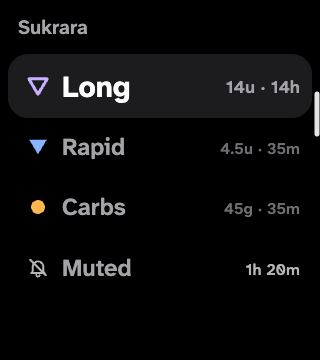 Sukrara
Long 14u · 14h
Rapid 4.5u · 35m
Carbs 45g · 35m
Muted 1h 20m